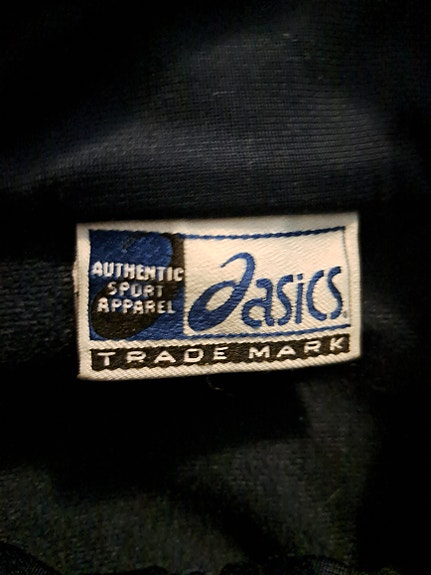 AUTHENTIC
SPORT
APPAREL
asics.
TRADE MARK